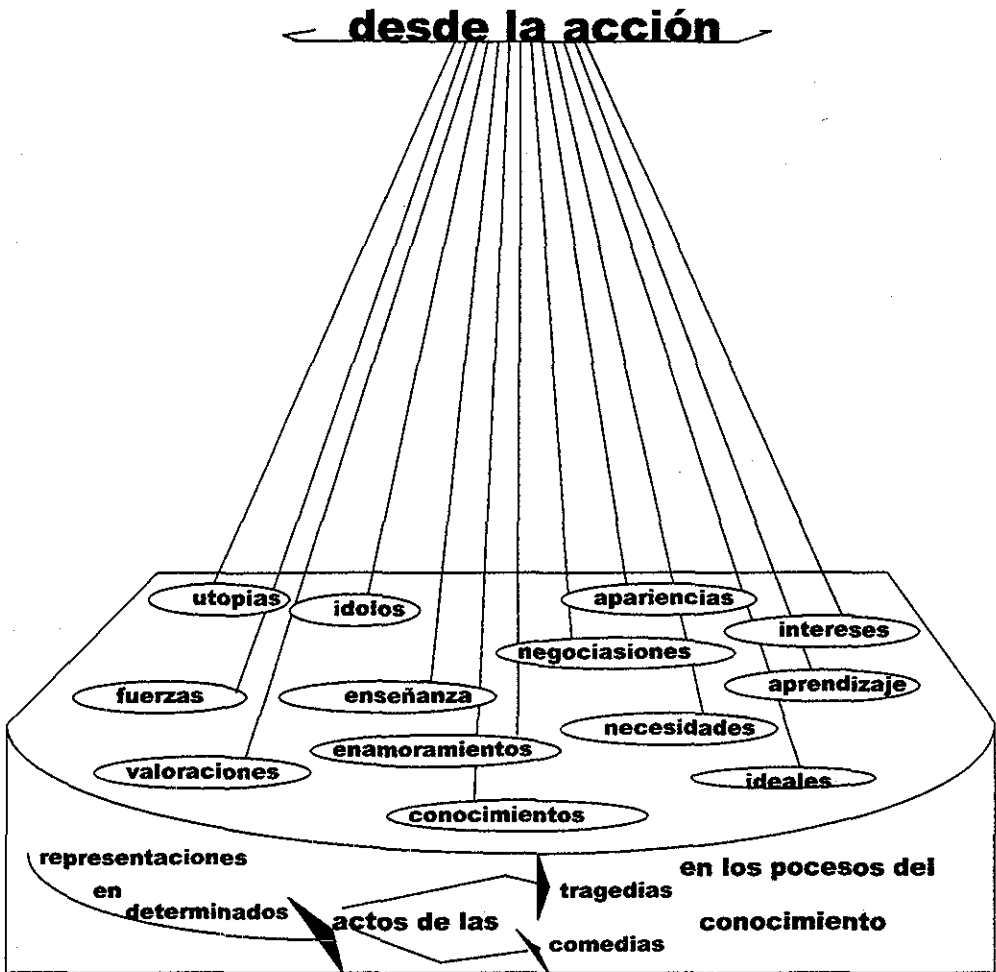 desde la acción
utopias
idolos
apariencias
intereses
negociasiones
fuerzas
enseñanza
aprendizaje
necesidades
enamoramientos
valoraciones
ideales
conocimientos
representaciones
en
determinados
actos de las
tragedias
comedias
en los pocesos del
conocimiento